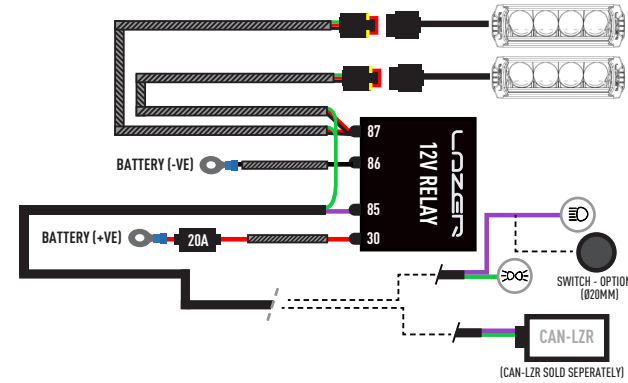 87
BATTERY (-VE)
86
LAZER
12V RELAY
85
BATTERY (+VE)
20A
30
SWITCH - OPTION
(Ø20MM)
CAN-LZR
(CAN-LZR SOLD SEPERATELY)